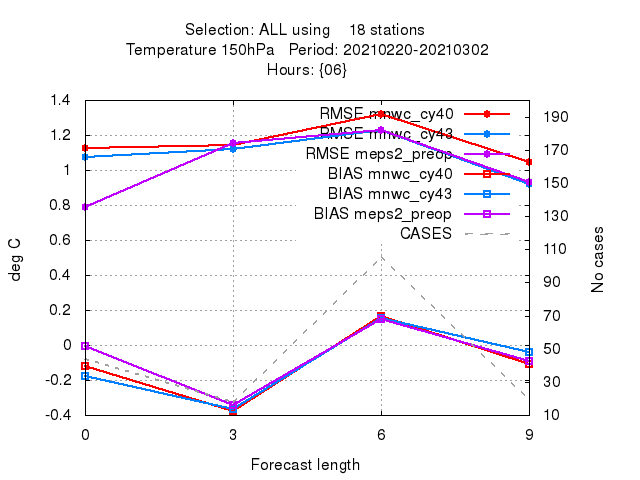 Selection: ALL using 18 stations
Temperature 150hPa Period: 20210220-20210302
Hours: {06}
1.4
1.2
1
0.8
0.6
0.4
0.2
0
-0.2
-0.4
deg C
RMSE mnwc_cy40
RMSE mnwc_cy43
RMSE meps2_preop
BIAS mnwc_cy40
BIAS mnwc_cy43
BIAS meps2_preop
CASES
190
170
150
130
110
90
70
50
30
10
No cases
0 3 6 9
Forecast length